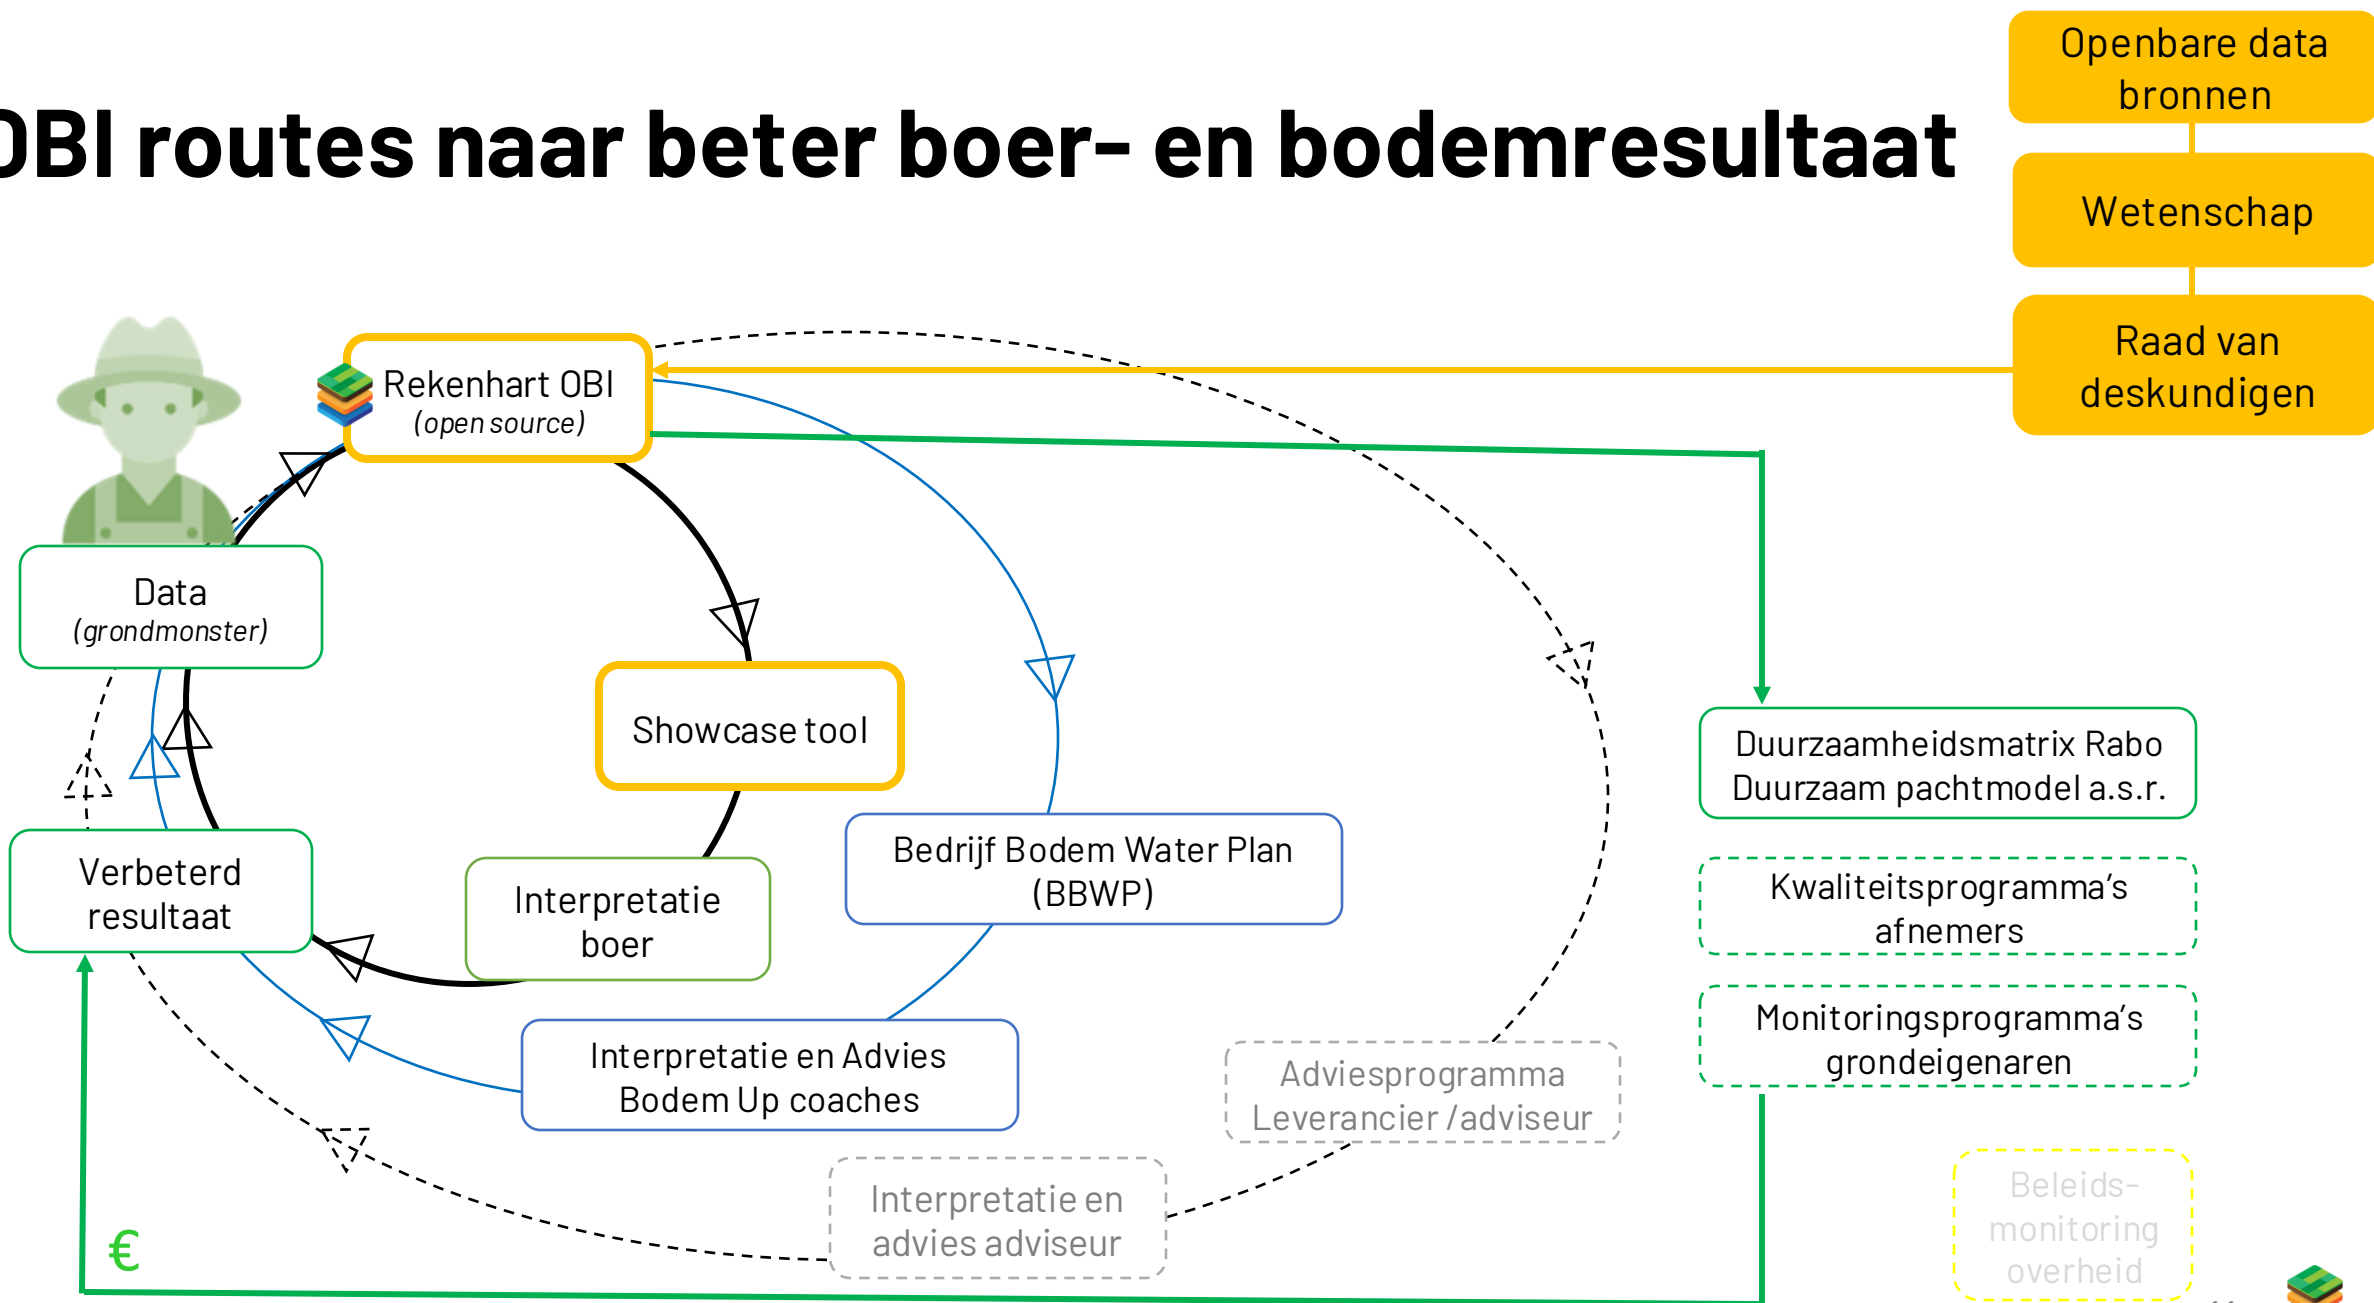 OBI routes naar beter boer- en bodemresultaat
Openbare data
bronnen
Wetenschap
Raad van
deskundigen
Rekenhart OBI
(open source)
Data
(grondmonster)
Showcase tool
Duurzaamheidsmatrix Rabo
Duurzaam pachtmodel a.s.r.
Verbeterd
resultaat
Interpretatie
boer
Bedrijf Bodem Water Plan
(BBWP)
Kwaliteitsprogramma’s
afnemers
Monitoringsprogramma’s
grondeigenaren
Interpretatie en Advies
Bodem Up coaches
Adviesprogramma
Leverancier /adviseur
Interpretatie en
advies adviseur
Beleids-
monitoring
overheid
€